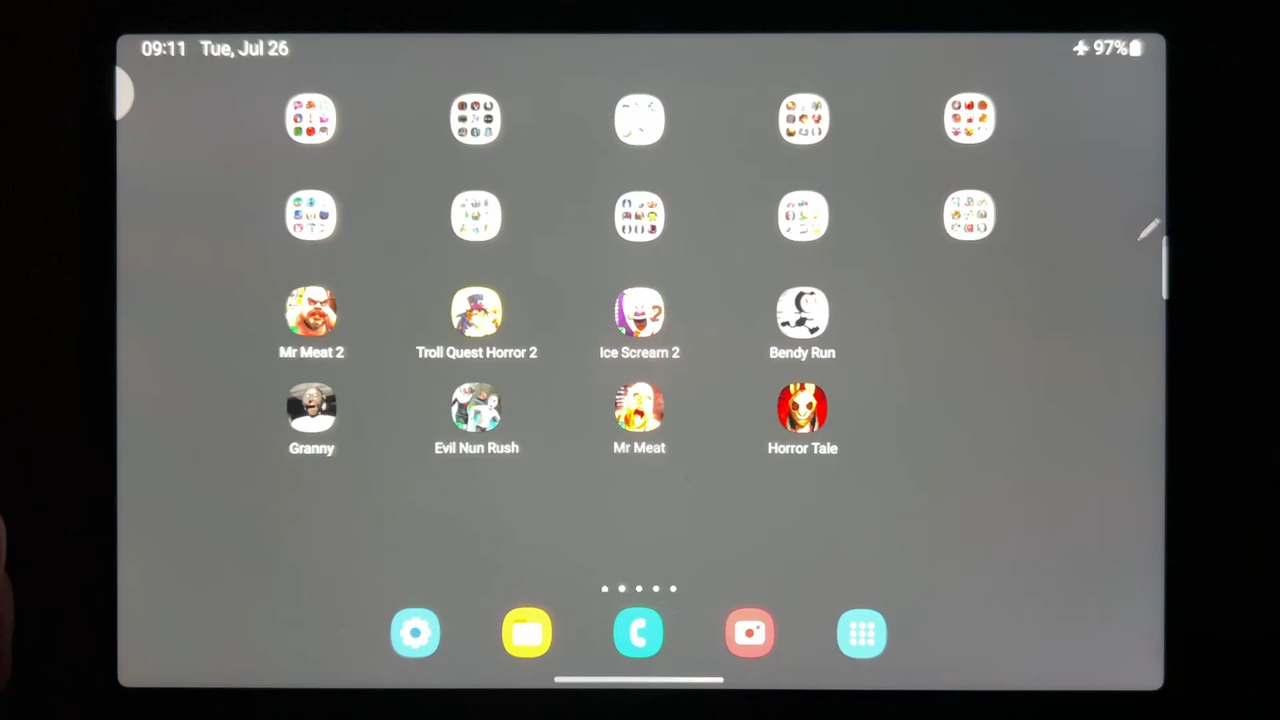 09:11 Tue, Jul 26 97%
Mr Meat 2 Troll Quest Horror 2 Ice Scream 2 Bendy Run
Granny Evil Nun Rush Mr Meat Horror Tale